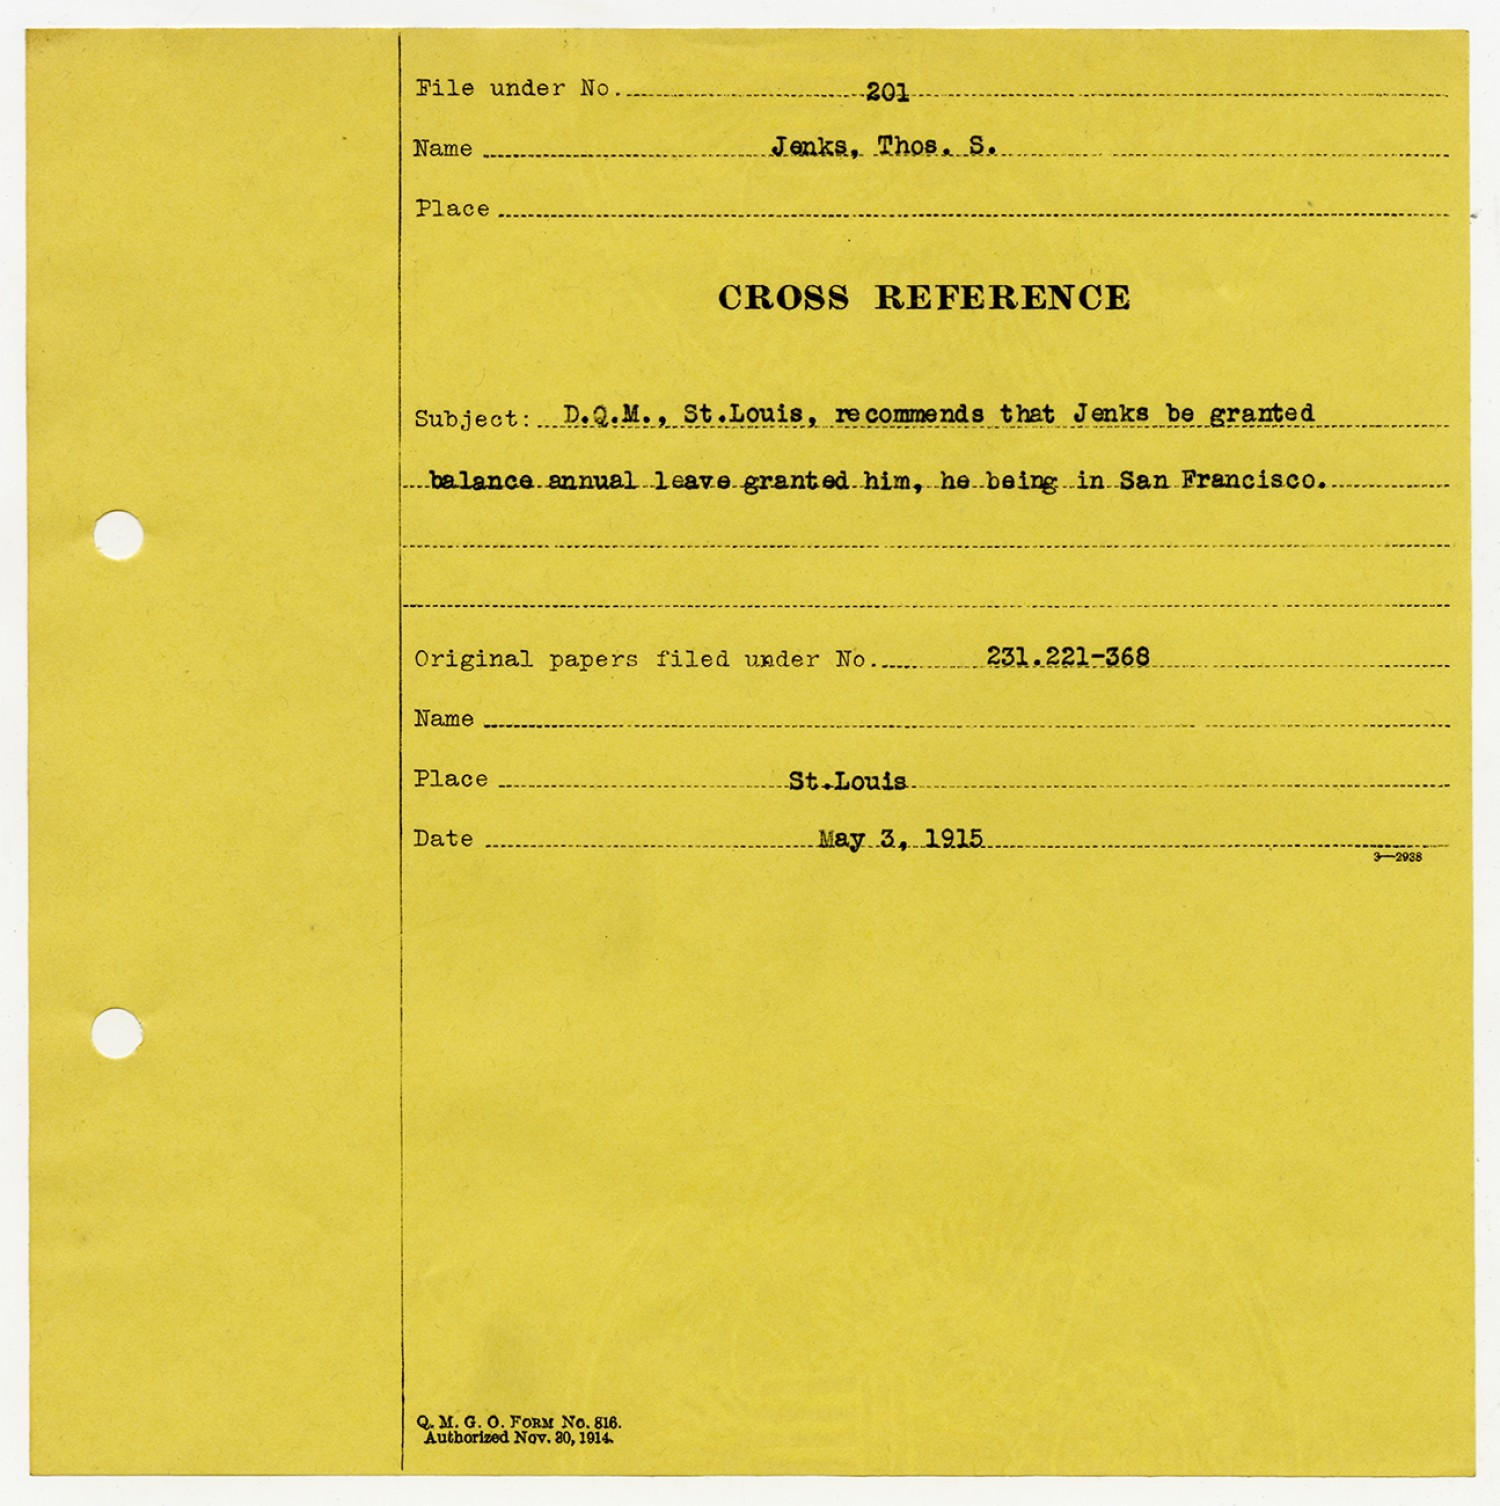 File under No. 201
Name Jenks, Thos. S.
Place
CROSS REFERENCE
Subject: D.Q.M., St.Louis, recommends that Jenks be granted
balance annual leave granted him, he being in San Francisco.
Original papers filed under No. 231.221-368
Name
Place St.Louis
Date May 3, 1915
3—2938
Q. M. G. O. FORM No. 816.
Authorized Nov. 30, 1914.